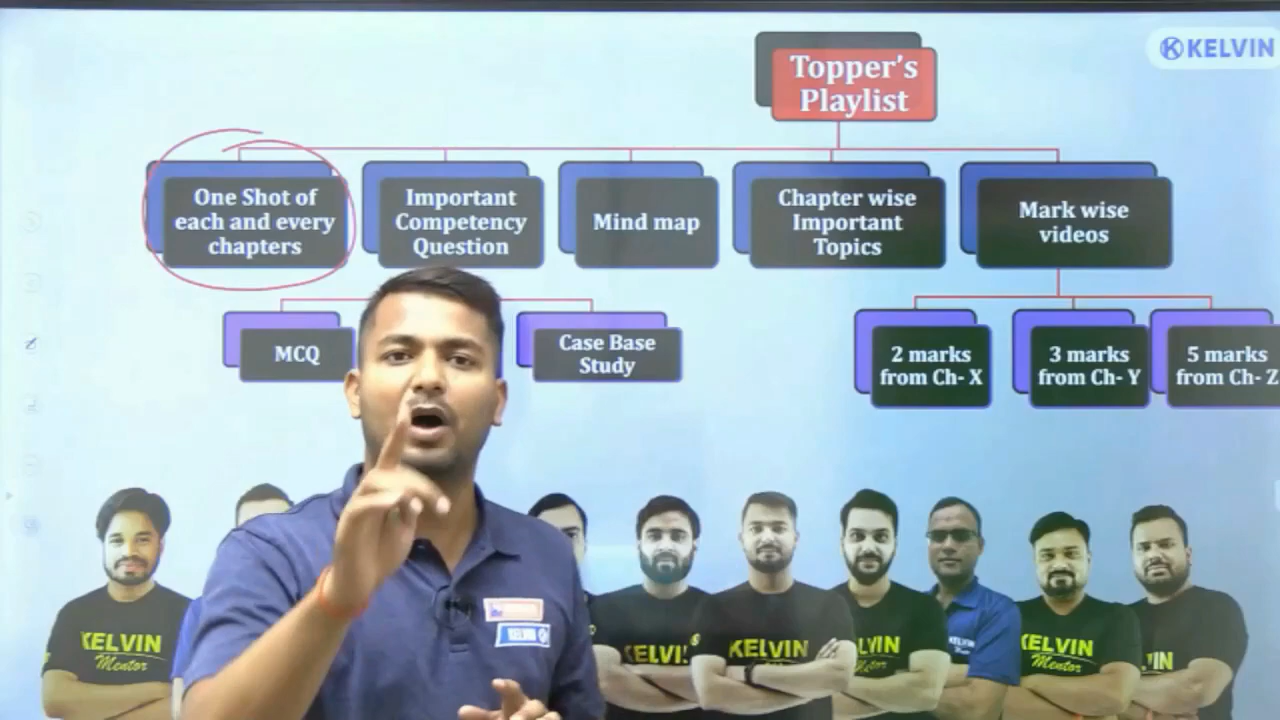 KELVIN
Topper's
Playlist
One Shot of
each and every
chapters
Important
Competency
Question
Mind map
Chapter wise
Important
Topics
Mark wise
videos
MCQ
Case Base
Study
2 marks
from Ch- X
3 marks
from Ch- Y
5 marks
from Ch- Z
KELVIN
Mentor
KELVIN
KELVIN
KELVIN
Mentor